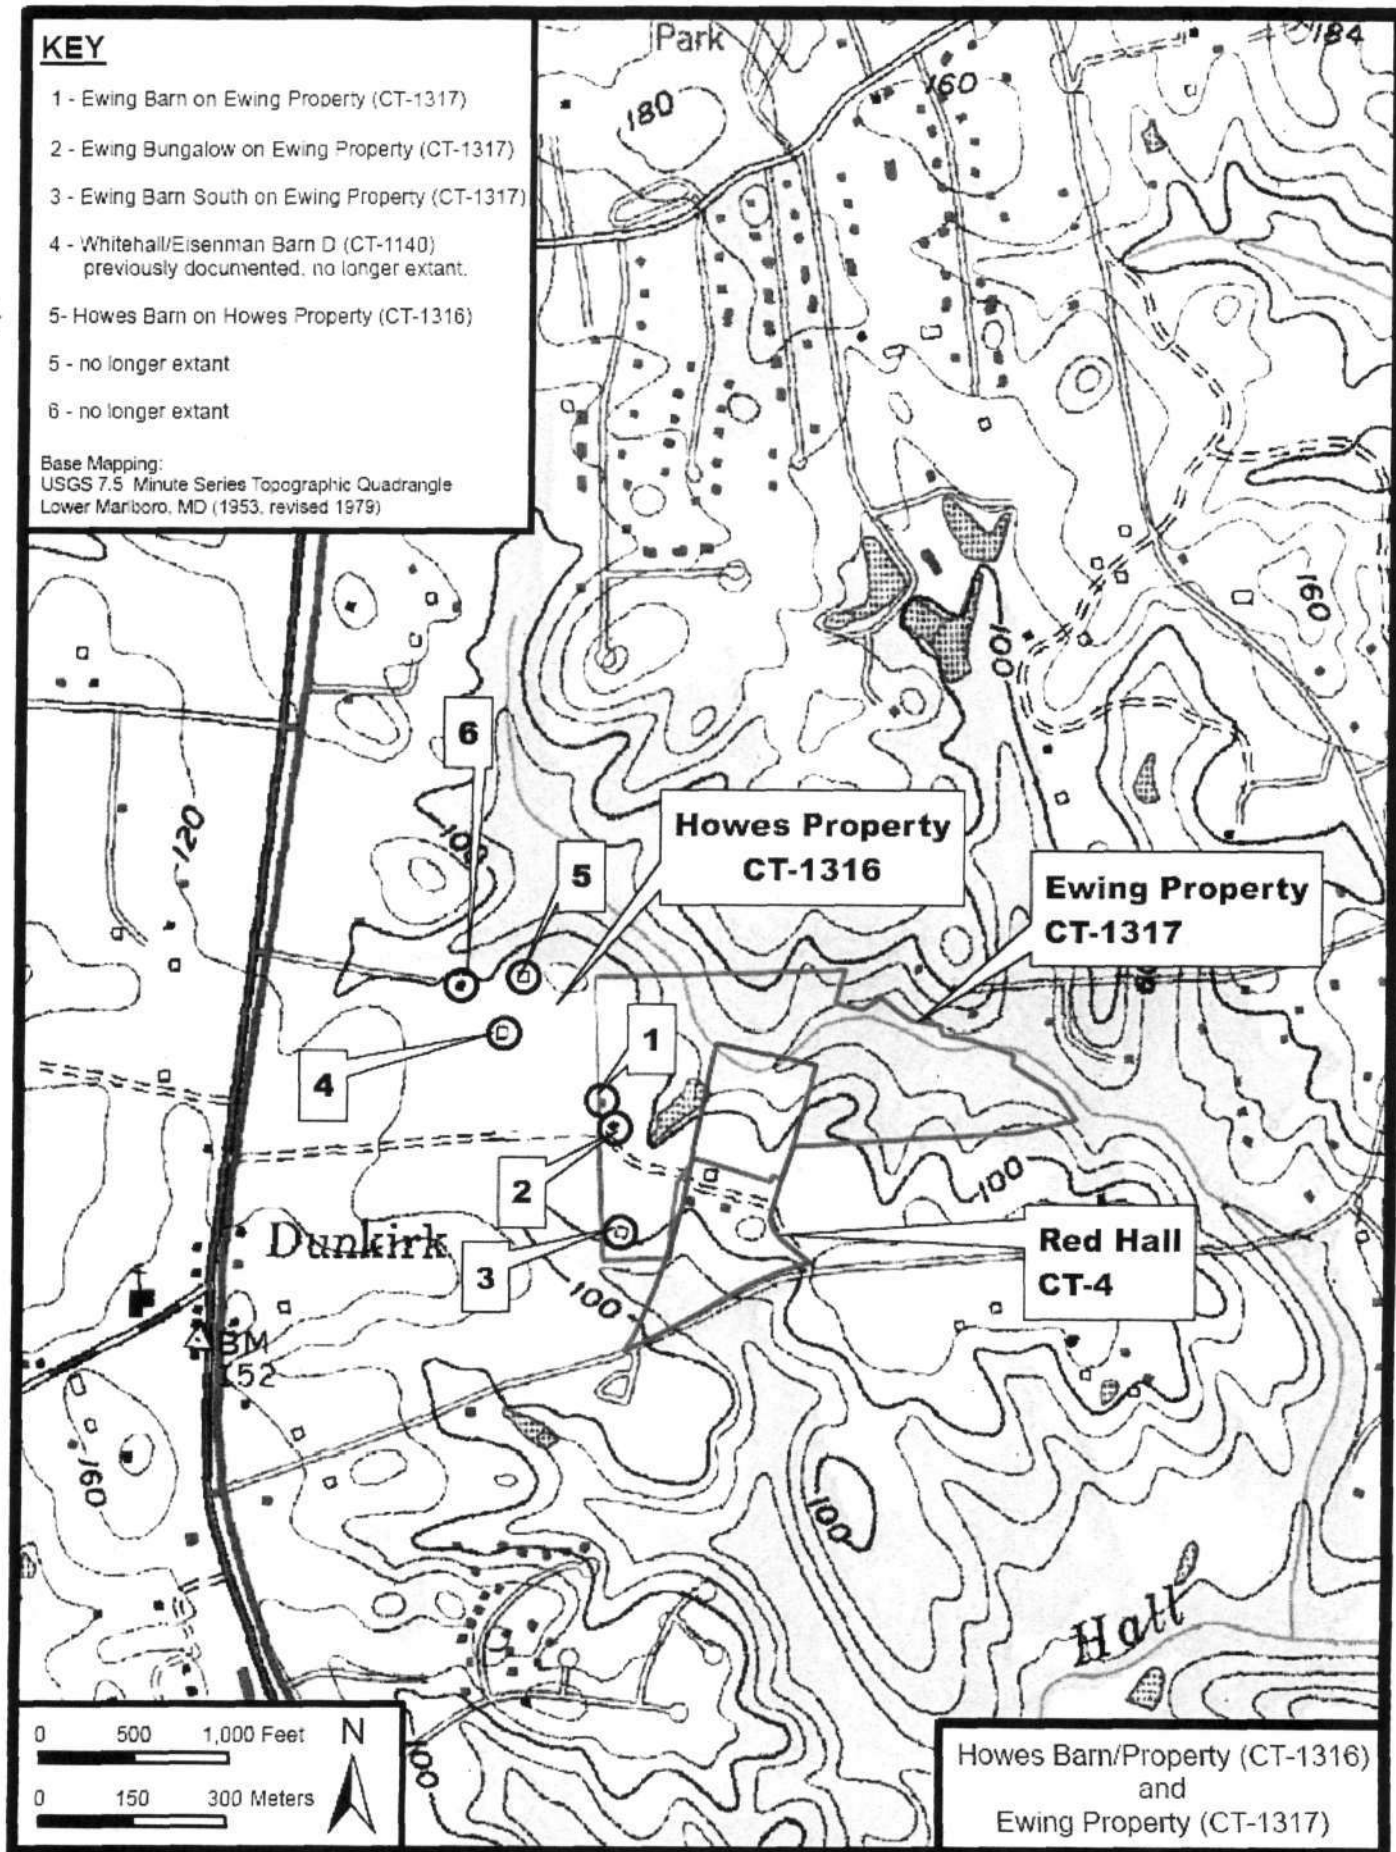 KEY
1 - Ewing Barn on Ewing Property (CT-1317)
2 - Ewing Bungalow on Ewing Property (CT-1317)
3 - Ewing Barn South on Ewing Property (CT-1317)
4 - Whitehall/Eisenman Barn D (CT-1140)
previously documented, no longer extant.
5- Howes Barn on Howes Property (CT-1316)
5 - no longer extant
6 - no longer extant
Base Mapping:
USGS 7.5 Minute Series Topographic Quadrangle
Lower Marlboro, MD (1953, revised 1979)
Park
184
180
160
160
100
6
120
100
Howes Property
CT-1316
5
Ewing Property
CT-1317
1
4
2
100
Dunkirk
Red Hall
CT-4
3
100
BM
152
160
100
Hall
100
0 500 1,000 Feet
N
0 150 300 Meters
Howes Barn/Property (CT-1316)
and
Ewing Property (CT-1317)